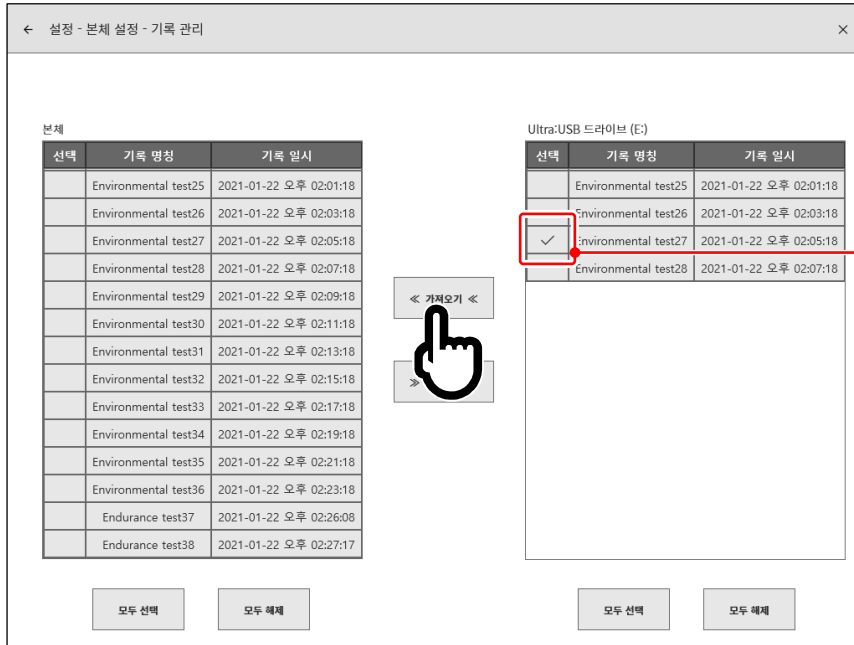 ← 설정 - 본체 설정 - 기록 관리 ×
본체
선택 기록 명칭 기록 일시
Environmental test25 2021-01-22 오후 02:01:18
Environmental test26 2021-01-22 오후 02:03:18
Environmental test27 2021-01-22 오후 02:05:18
Environmental test28 2021-01-22 오후 02:07:18
Environmental test29 2021-01-22 오후 02:09:18
Environmental test30 2021-01-22 오후 02:11:18
Environmental test31 2021-01-22 오후 02:13:18
Environmental test32 2021-01-22 오후 02:15:18
Environmental test33 2021-01-22 오후 02:17:18
Environmental test34 2021-01-22 오후 02:19:18
Environmental test35 2021-01-22 오후 02:21:18
Environmental test36 2021-01-22 오후 02:23:18
Endurance test37 2021-01-22 오후 02:26:08
Endurance test38 2021-01-22 오후 02:27:17
모두 선택 모두 해제
≪ 가져오기 ≪
≫
Ultra:USB 드라이브 (E:)
선택 기록 명칭 기록 일시
Environmental test25 2021-01-22 오후 02:01:18
Environmental test26 2021-01-22 오후 02:03:18
✓ Environmental test27 2021-01-22 오후 02:05:18
Environmental test28 2021-01-22 오후 02:07:18
모두 선택 모두 해제